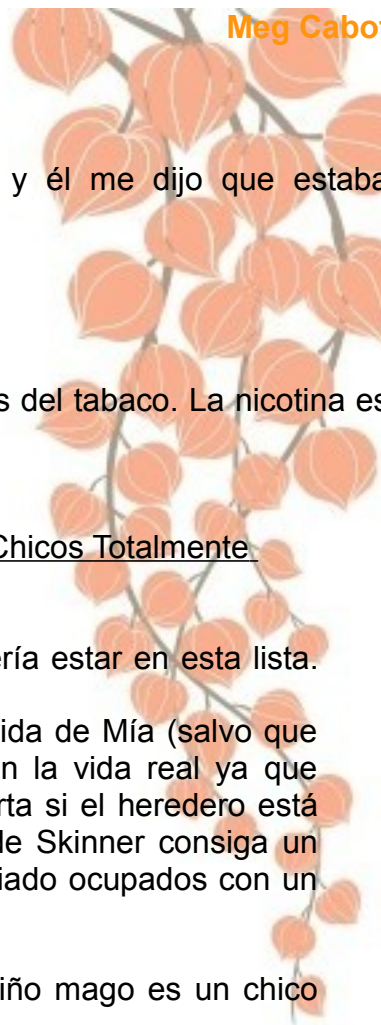 Meg Cabot
y él me dijo que estaba
s del tabaco. La nicotina es
Chicos Totalmente
ería estar en esta lista.
ida de Mía (salvo que
n la vida real ya que
rta si el heredero está
le Skinner consiga un
iado ocupados con un
iño mago es un chico